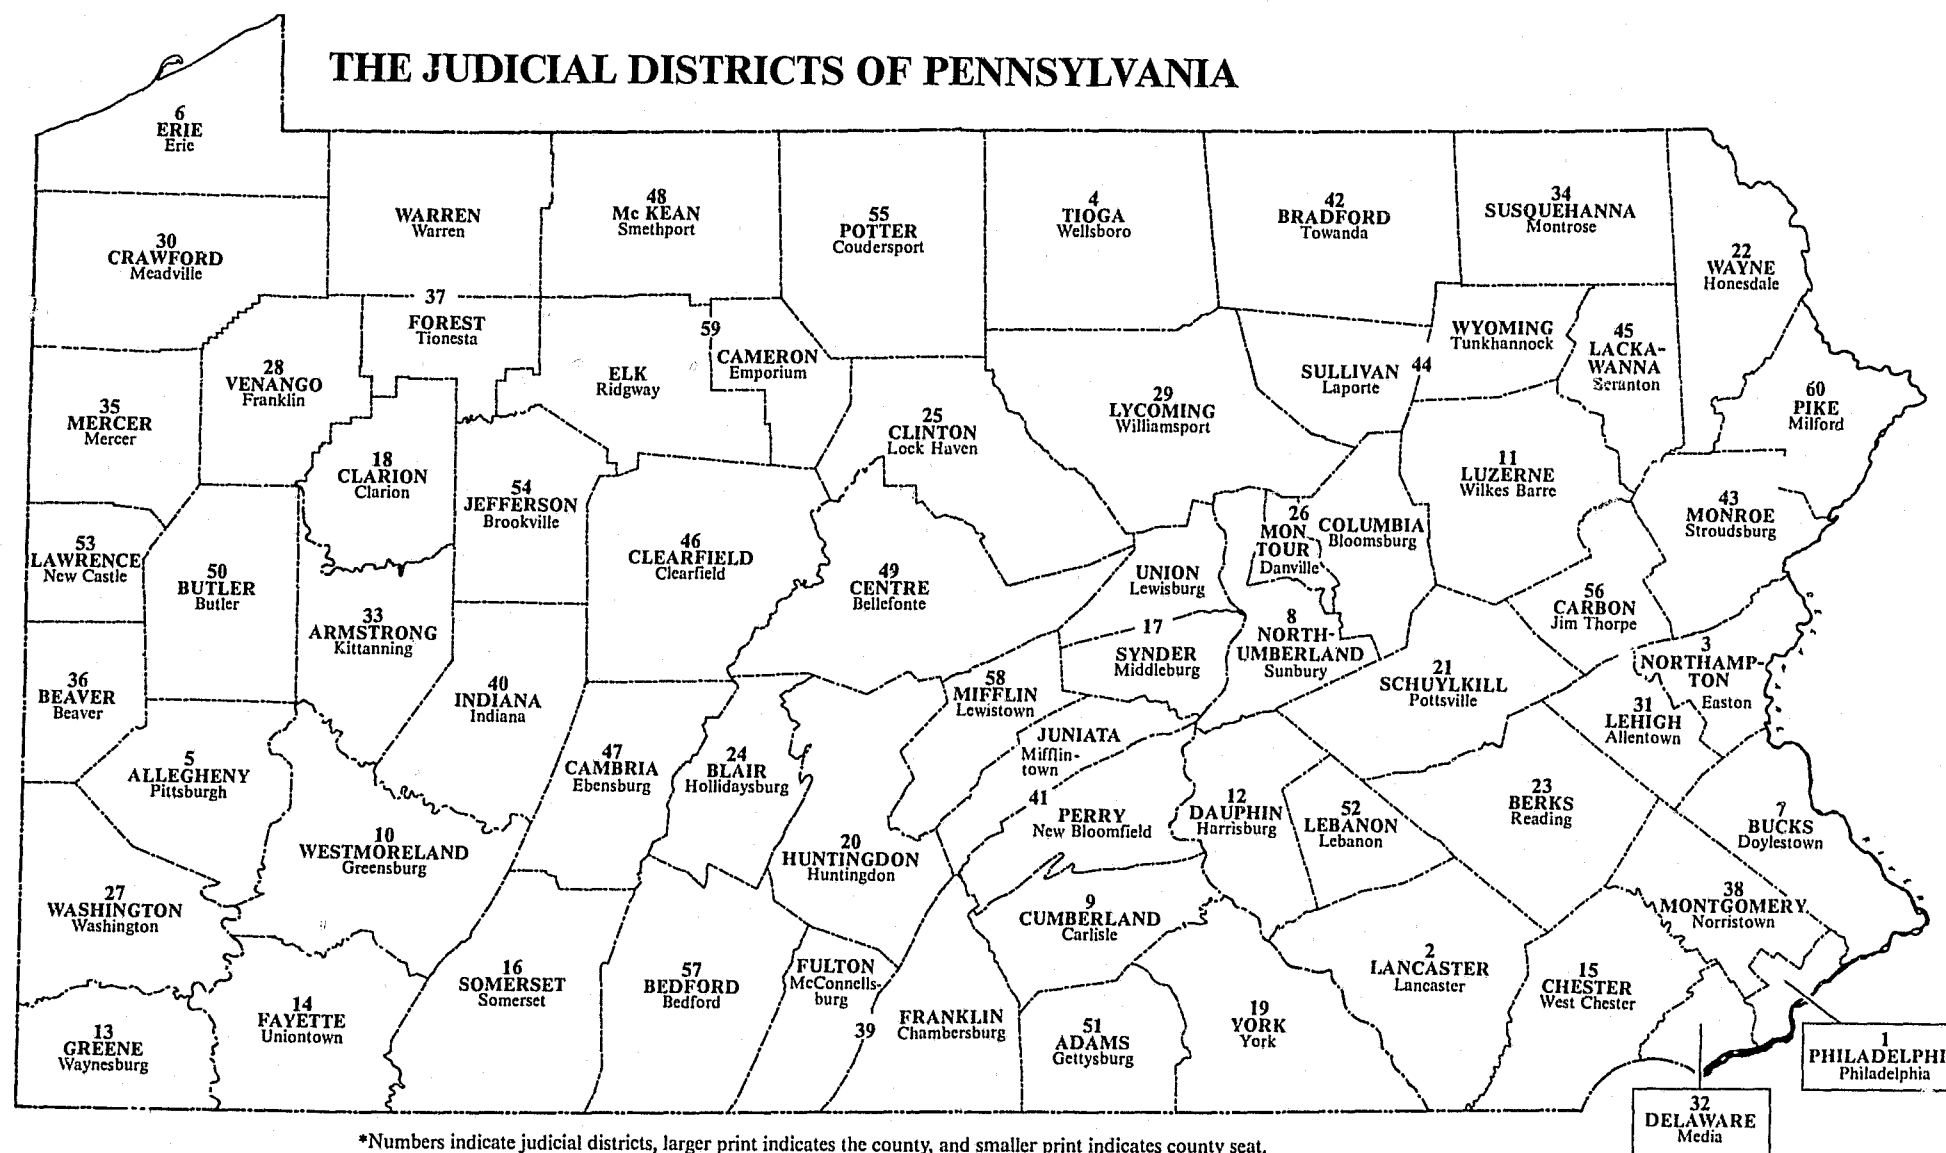 THE JUDICIAL DISTRICTS OF PENNSYLVANIA
6
ERIE
Erie
30
CRAWFORD
Meadville
WARREN
Warren
48
Mc KEAN
Smethport
55
POTTER
Coudersport
4
TIOGA
Wellsboro
42
BRADFORD
Towanda
34
SUSQUEHANNA
Montrose
22
WAYNE
Honesdale
37
FOREST
Tionesta
59
CAMERON
Emporium
ELK
Ridgway
28
VENANGO
Franklin
35
MERCER
Mercer
18
CLARION
Clarion
54
JEFFERSON
Brookville
25
CLINTON
Lock Haven
29
LYCOMING
Williamsport
SULLIVAN
Laporte
44
WYOMING
Tunkhannock
45
LACKA-
WANNA
Scranton
60
PIKE
Milford
11
LUZERNE
Wilkes Barre
43
MONROE
Stroudsburg
26
MON
TOUR
Danville
COLUMBIA
Bloomsburg
53
LAWRENCE
New Castle
50
BUTLER
Butler
33
ARMSTRONG
Kittanning
46
CLEARFIELD
Clearfield
49
CENTRE
Bellefonte
UNION
Lewisburg
17
SYNDER
Middleburg
8
NORTH-
UMBERLAND
Sunbury
56
CARBON
Jim Thorpe
3
NORTHAMP-
TON
Easton
31
LEHIGH
Allentown
21
SCHUYLKILL
Pottsville
36
BEAVER
Beaver
40
INDIANA
Indiana
58
MIFFLIN
Lewistown
JUNIATA
Mifflin-
town
41
PERRY
New Bloomfield
5
ALLEGHENY
Pittsburgh
47
CAMBRIA
Ebensburg
24
BLAIR
Hollidaysburg
20
HUNTINGDON
Huntingdon
12
DAUPHIN
Harrisburg
52
LEBANON
Lebanon
23
BERKS
Reading
7
BUCKS
Doylestown
10
WESTMORELAND
Greensburg
27
WASHINGTON
Washington
9
CUMBERLAND
Carlisle
38
MONTGOMERY
Norristown
13
GREENE
Waynesburg
14
FAYETTE
Uniontown
16
SOMERSET
Somerset
57
BEDFORD
Bedford
FULTON
McConnells-
burg
39
FRANKLIN
Chambersburg
51
ADAMS
Gettysburg
19
YORK
York
2
LANCASTER
Lancaster
15
CHESTER
West Chester
1
PHILADELPHI
Philadelphia
32
DELAWARE
Media
*Numbers indicate judicial districts, larger print indicates the county, and smaller print indicates county seat.